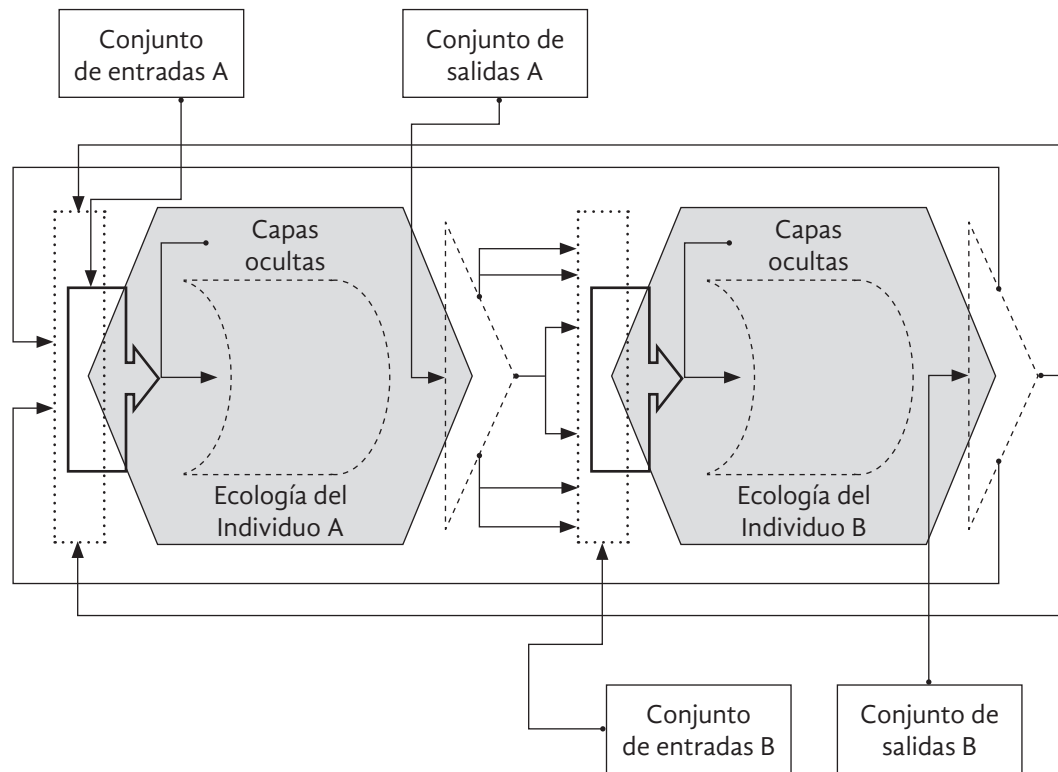 Conjunto
de entradas A
Conjunto de
salidas A
Capas
ocultas
Capas
ocultas
Ecología del
Individuo A
Ecología del
Individuo B
Conjunto
de entradas B
Conjunto de
salidas B